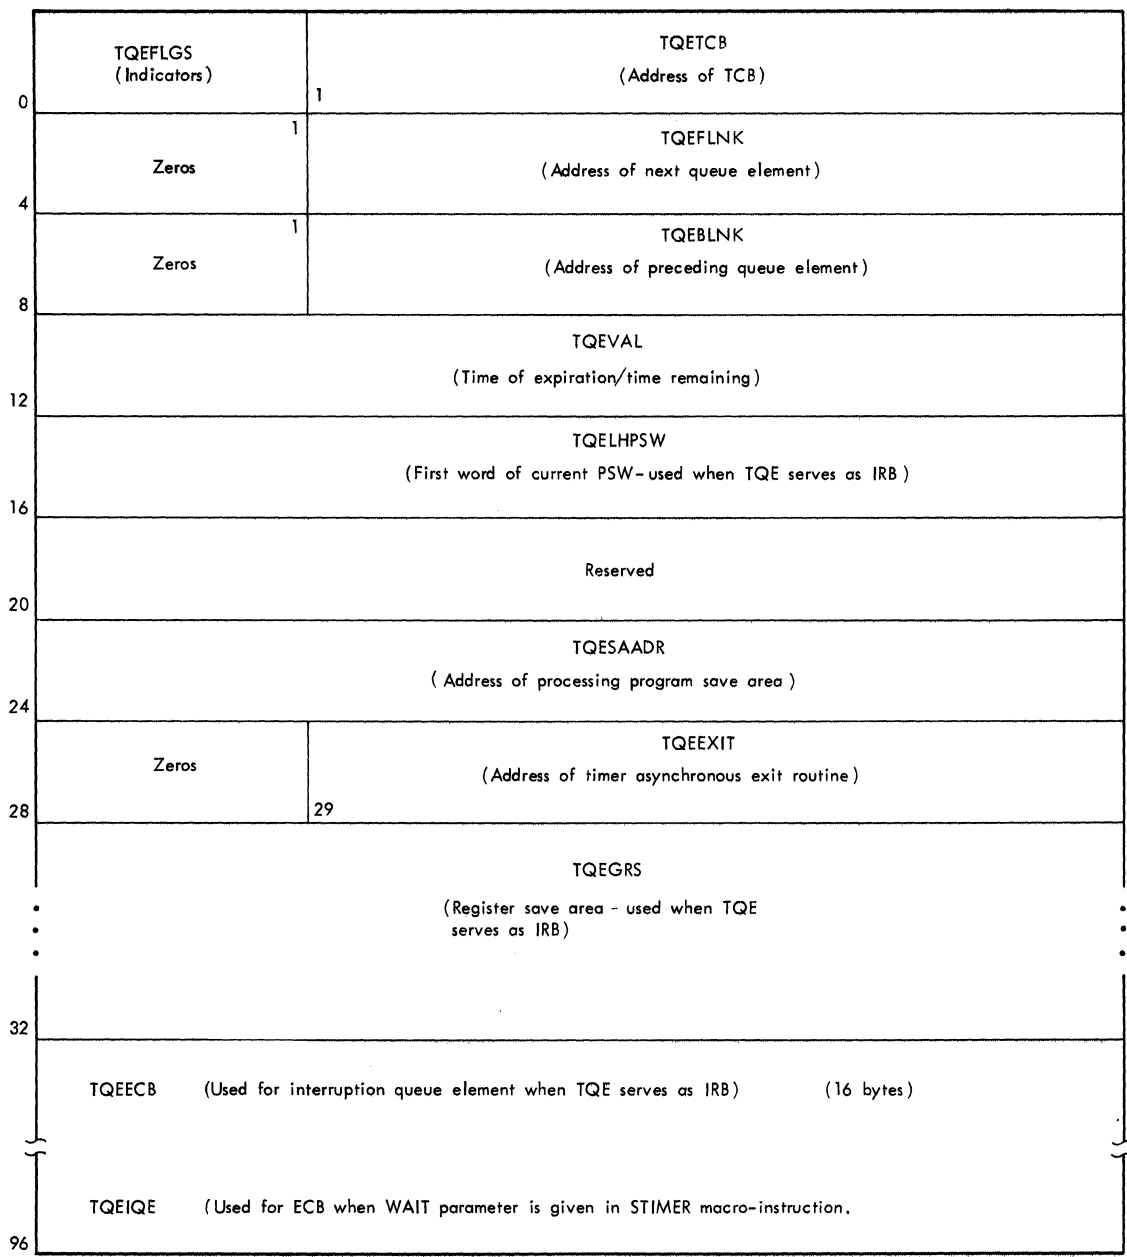 TQEFLGS
(Indicators)
TQETCB
(Address of TCB)
0
1
Zeros
1
TQEFLNK
(Address of next queue element)
4
Zeros
1
TQEBLNK
(Address of preceding queue element)
8
TQEVAL
(Time of expiration/time remaining)
12
TQELHPSW
(First word of current PSW-used when TQE serves as IRB)
16
Reserved
20
TQESAADR
(Address of processing program save area)
24
Zeros
TQEEXIT
(Address of timer asynchronous exit routine)
28
29
TQEGRS
(Register save area - used when TQE
serves as IRB)
32
TQEECB (Used for interruption queue element when TQE serves as IRB) (16 bytes)
TQEIQE (Used for ECB when WAIT parameter is given in STIMER macro-instruction.
96